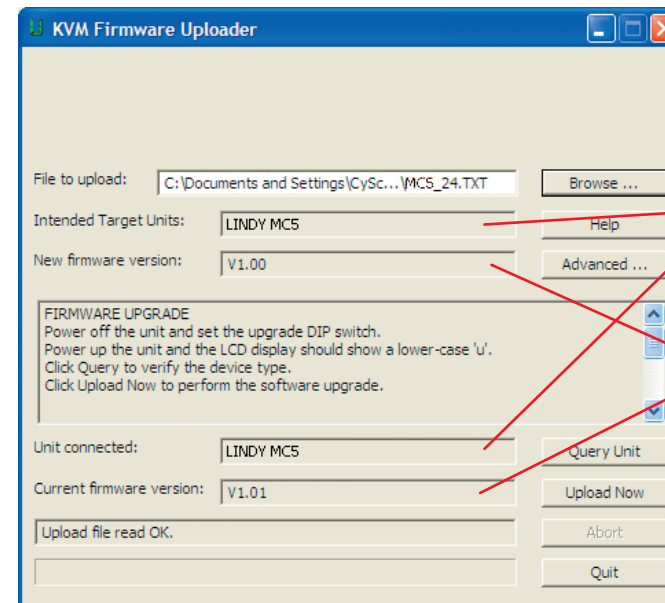 KVM Firmware Uploader
File to upload: C:\Documents and Settings\CySc...\MC5_24.TXT Browse ...
Intended Target Units: LINDY MC5 Help
New firmware version: V1.00 Advanced ...
FIRMWARE UPGRADE
Power off the unit and set the upgrade DIP switch.
Power up the unit and the LCD display should show a lower-case 'u'.
Click Query to verify the device type.
Click Upload Now to perform the software upgrade.
Unit connected: LINDY MC5 Query Unit
Current firmware version: V1.01 Upload Now
Upload file read OK. Abort
Quit